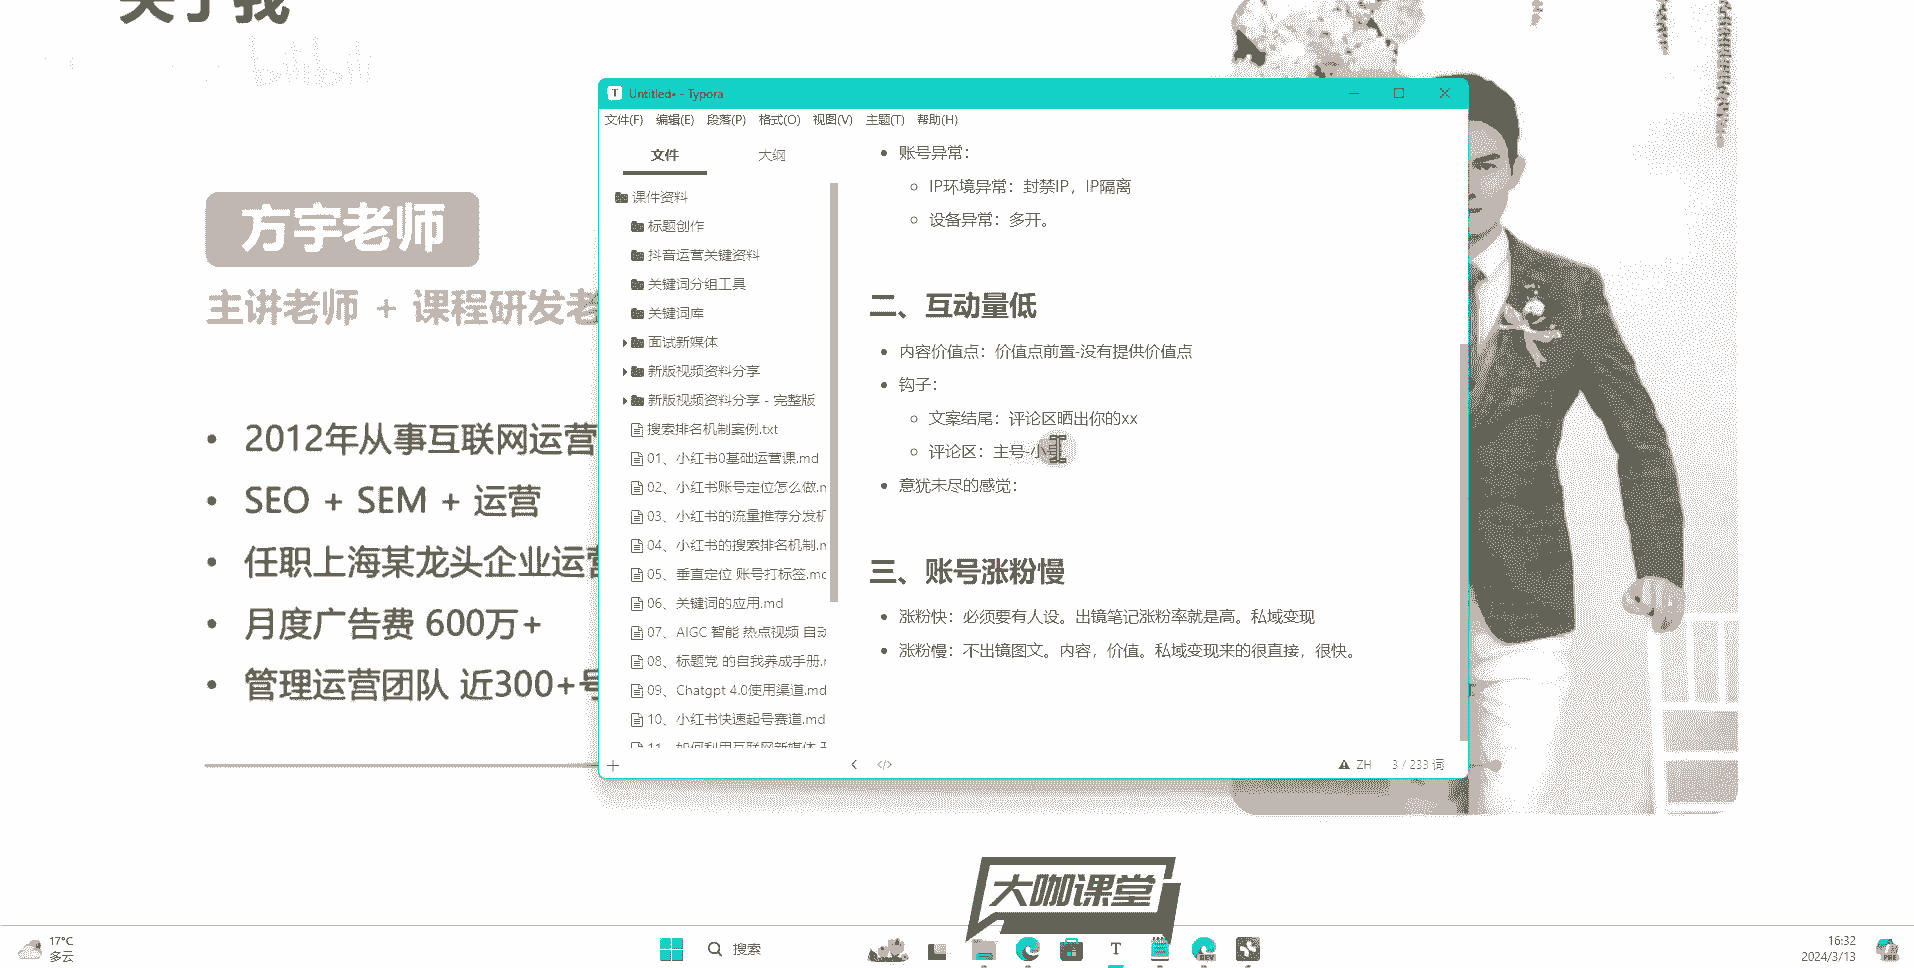 关于我
bilibili
方宇老师
主讲老师 + 课程研发老
2012年从事互联网运营
SEO + SEM + 运营
任职上海某龙头企业运营
月度广告费 600万+
管理运营团队 近300+号
Untitled• - Typora
文件(F) 编辑(E) 段落(P) 格式(O) 视图(V) 主题(T) 帮助(H)
文件 大纲
课件资料
标题创作
抖音运营关键资料
关键词分组工具
关键词库
面试新媒体
新版视频资料分享
新版视频资料分享 - 完整版
搜索排名机制案例.txt
01、小红书0基础运营课.md
02、小红书账号定位怎么做.m
03、小红书的流量推荐分发机
04、小红书的搜索排名机制.m
05、垂直定位 账号打标签.md
06、关键词的应用.md
07、AIGC 智能 热点视频 自动
08、标题党 的自我养成手册.m
09、Chatgpt 4.0使用渠道.md
10、小红书快速起号赛道.md
11、如何利用互联网新媒体
账号异常：
IP环境异常：封禁IP，IP隔离
设备异常：多开。
二、互动量低
内容价值点：价值点前置-没有提供价值点
钩子：
文案结尾：评论区晒出你的xx
评论区：主号-小号
意犹未尽的感觉：
三、账号涨粉慢
涨粉快：必须要有人设。出镜笔记涨粉率就是高。私域变现
涨粉慢：不出镜图文。内容，价值。私域变现来的很直接，很快。
ZH 3 / 233 词
大咖课堂
17°C
多云
搜索
T
DEV
16:32
2024/3/13
PRE